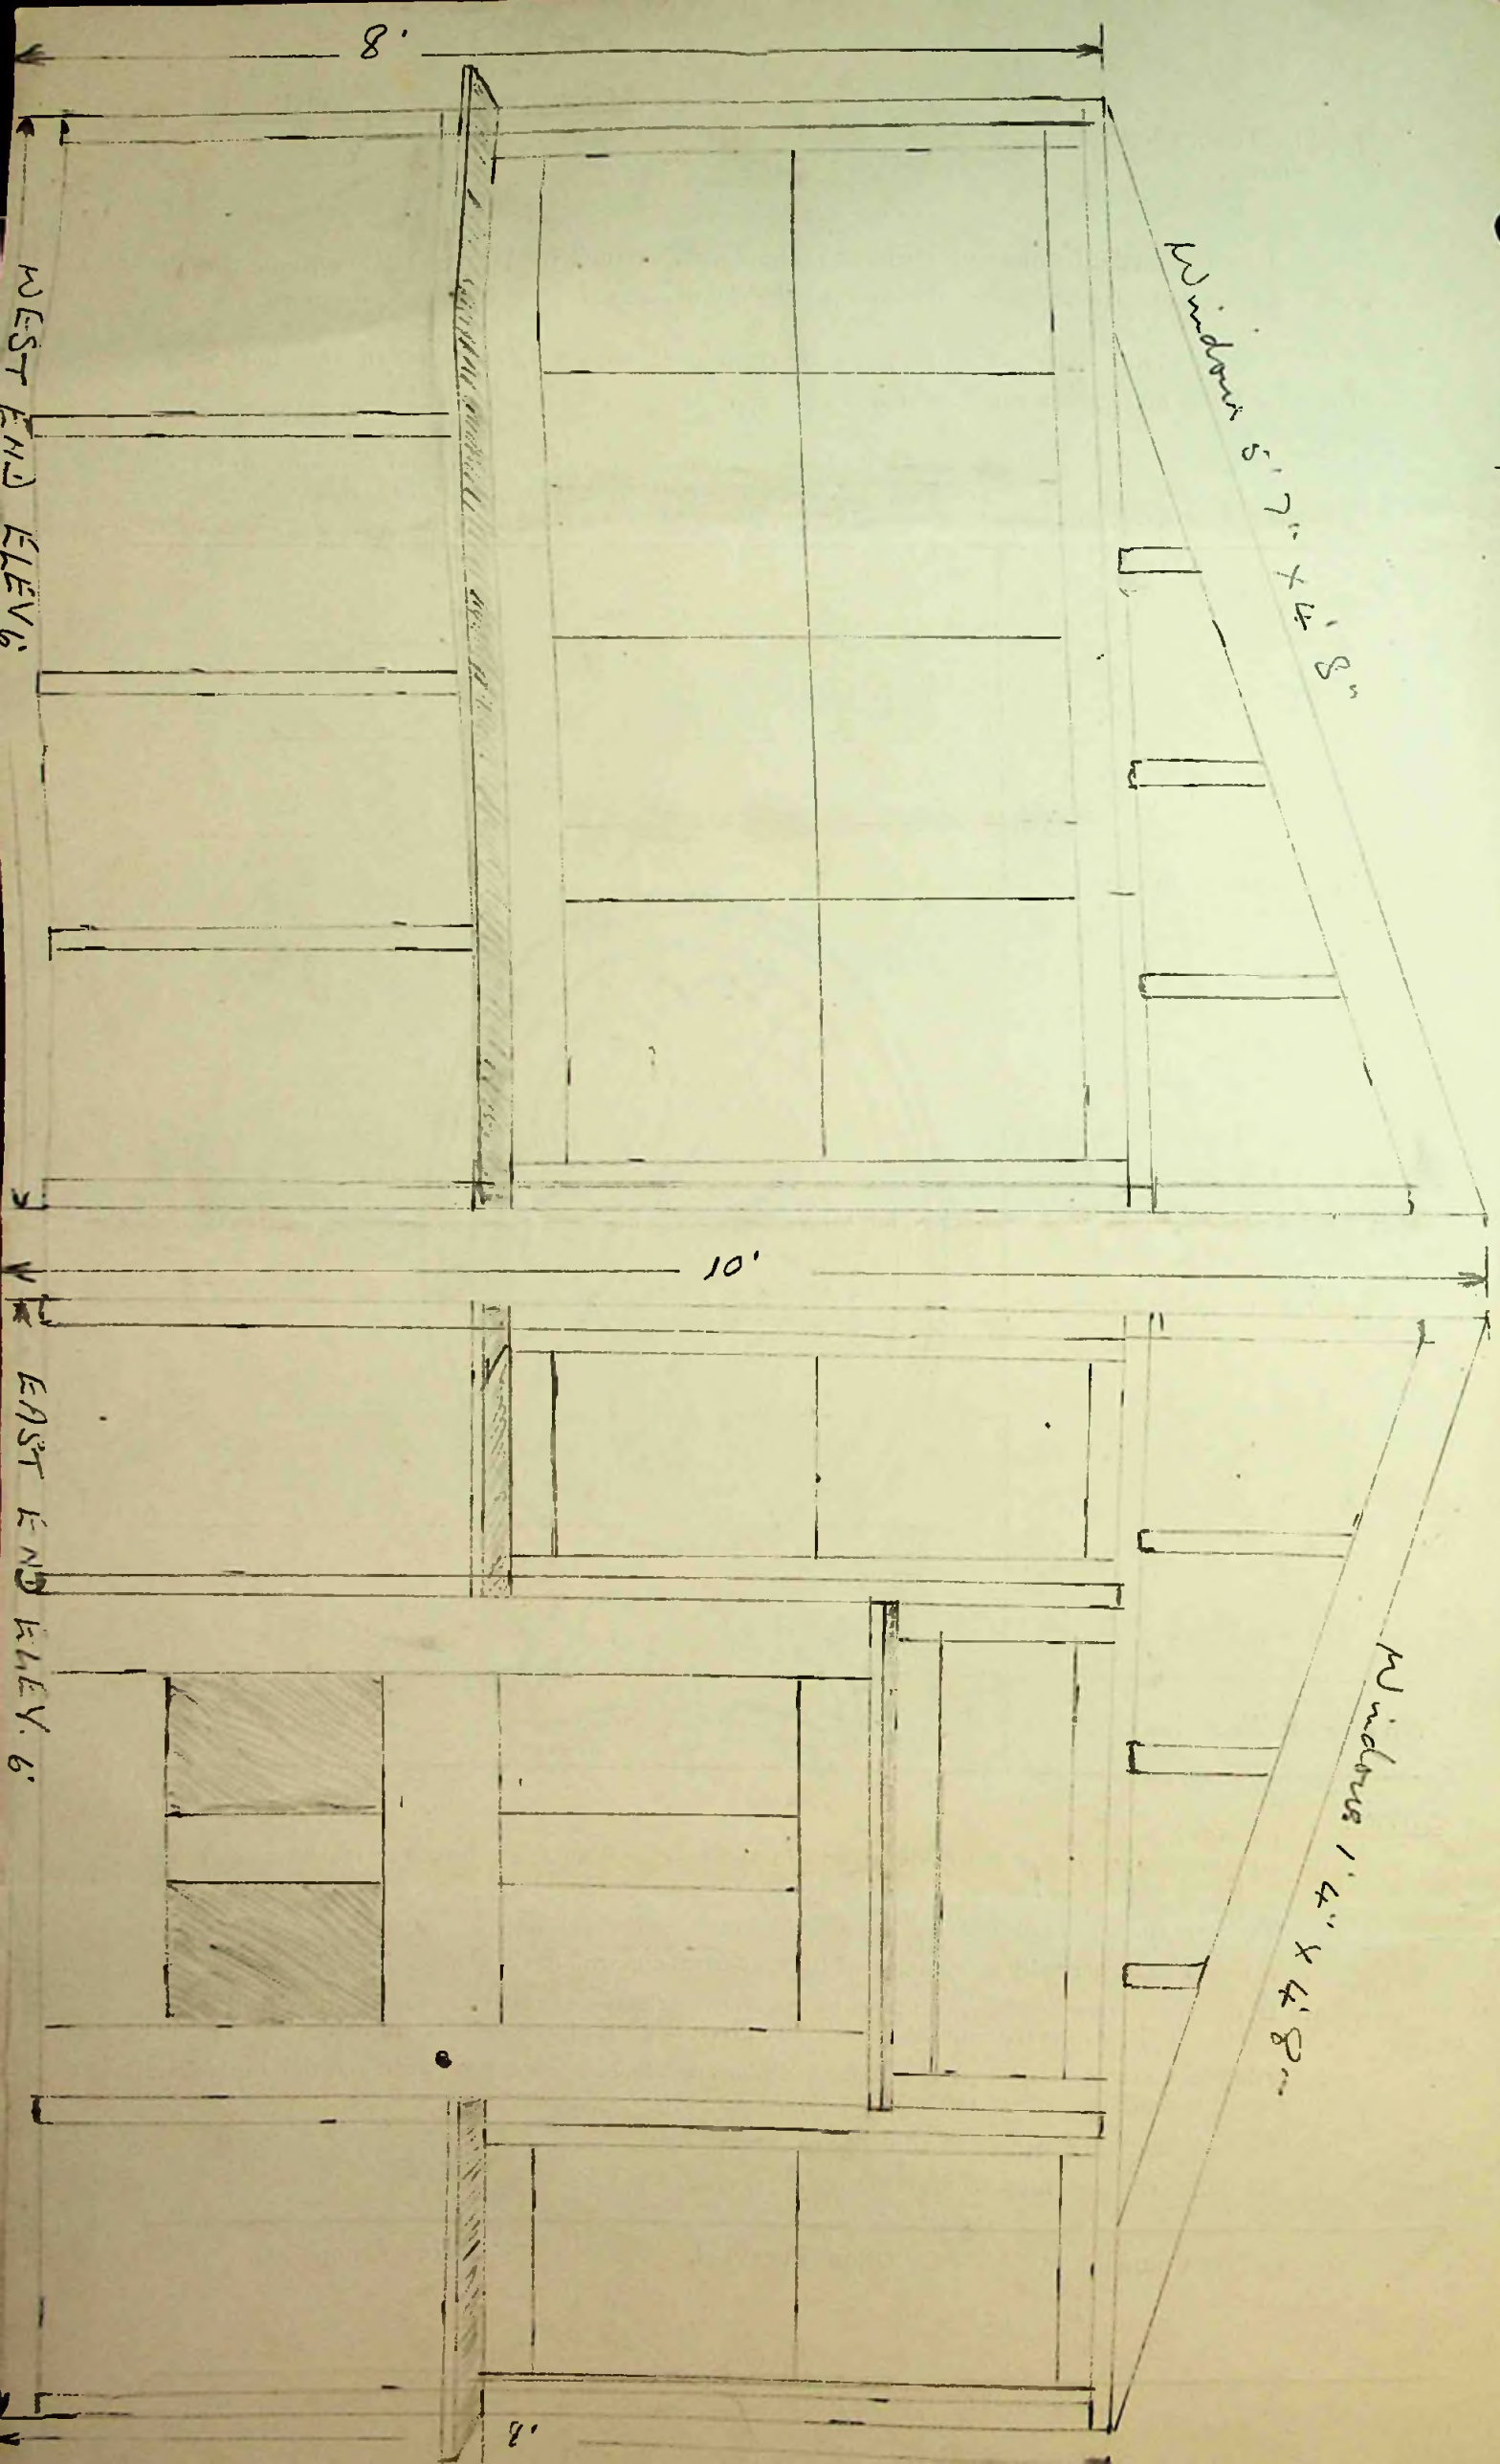 8'
Window 5' 7" x 4' 8"
WEST END ELEV 6'
10'
Windows 1' 4" x 4' 8"
EAST END ELEV. 6'
8'